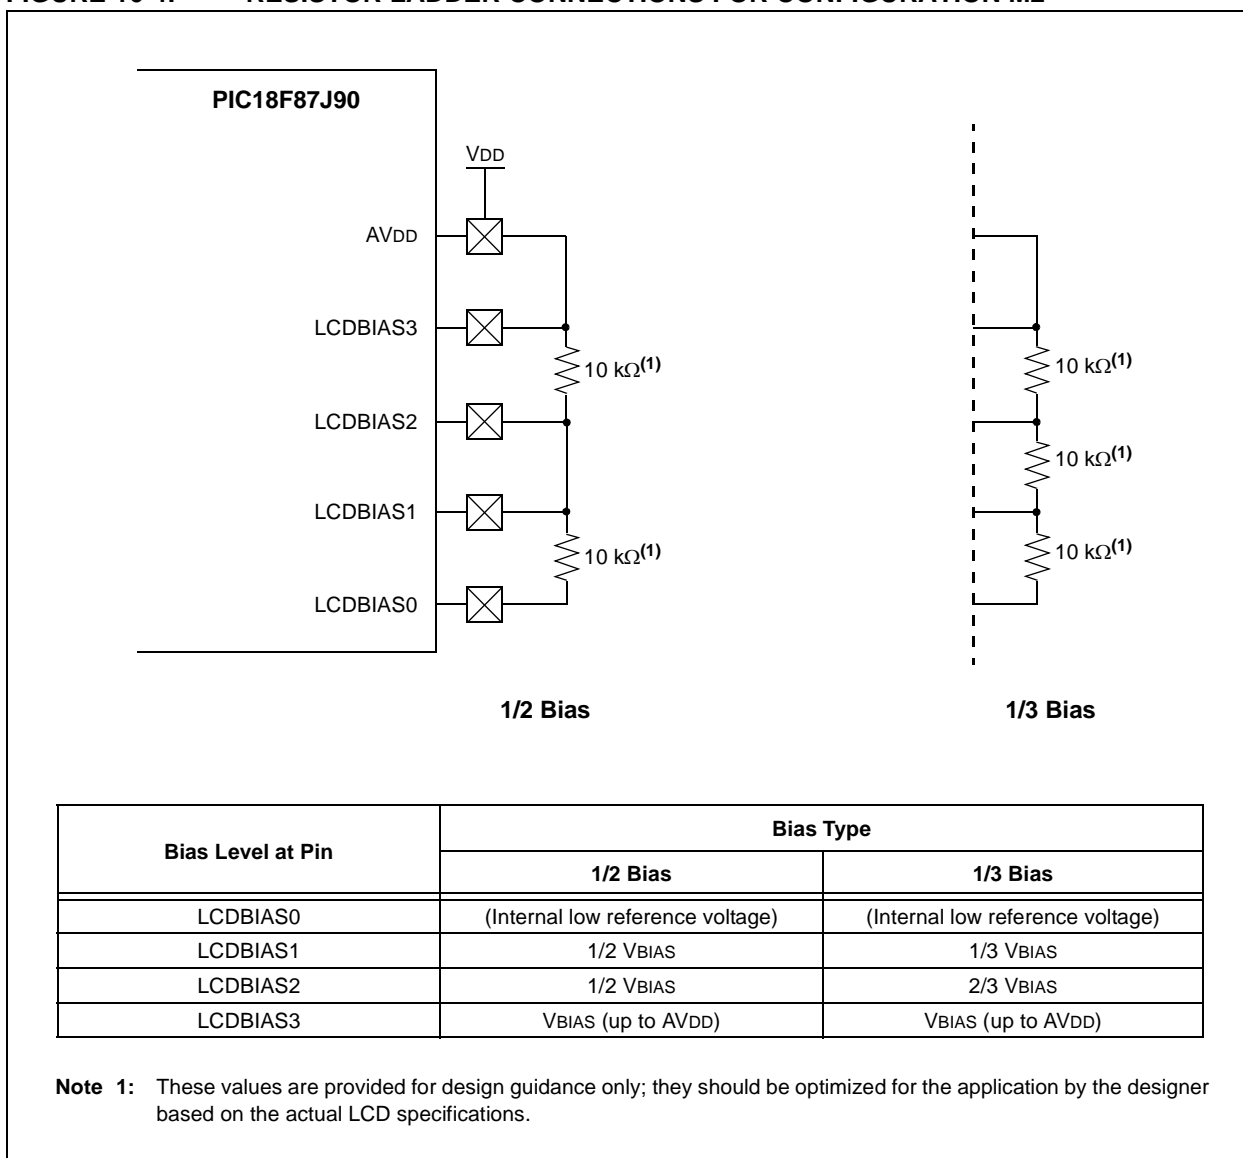 PIC18F87J90
VDD
AVDD
LCDBIAS3
10 kΩ(1)
10 kΩ(1)
LCDBIAS2
10 kΩ(1)
LCDBIAS1
10 kΩ(1)
10 kΩ(1)
LCDBIAS0
1/2 Bias
1/3 Bias
Bias Level at Pin
Bias Type
1/2 Bias
1/3 Bias
LCDBIAS0
(Internal low reference voltage)
(Internal low reference voltage)
LCDBIAS1
1/2 VBIAS
1/3 VBIAS
LCDBIAS2
1/2 VBIAS
2/3 VBIAS
LCDBIAS3
VBIAS (up to AVDD)
VBIAS (up to AVDD)
Note 1: These values are provided for design guidance only; they should be optimized for the application by the designer
based on the actual LCD specifications.